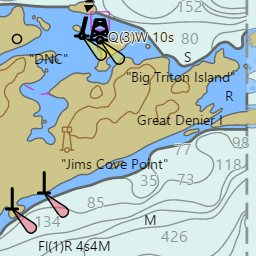 152
Q(3)W 10s
80
S
"DNC"
"Big Triton Island"
R
Great Denier I
98
77
118
"Jims Cove Point"
35
73
85
134
M
426
Fl(1)R 4s4M